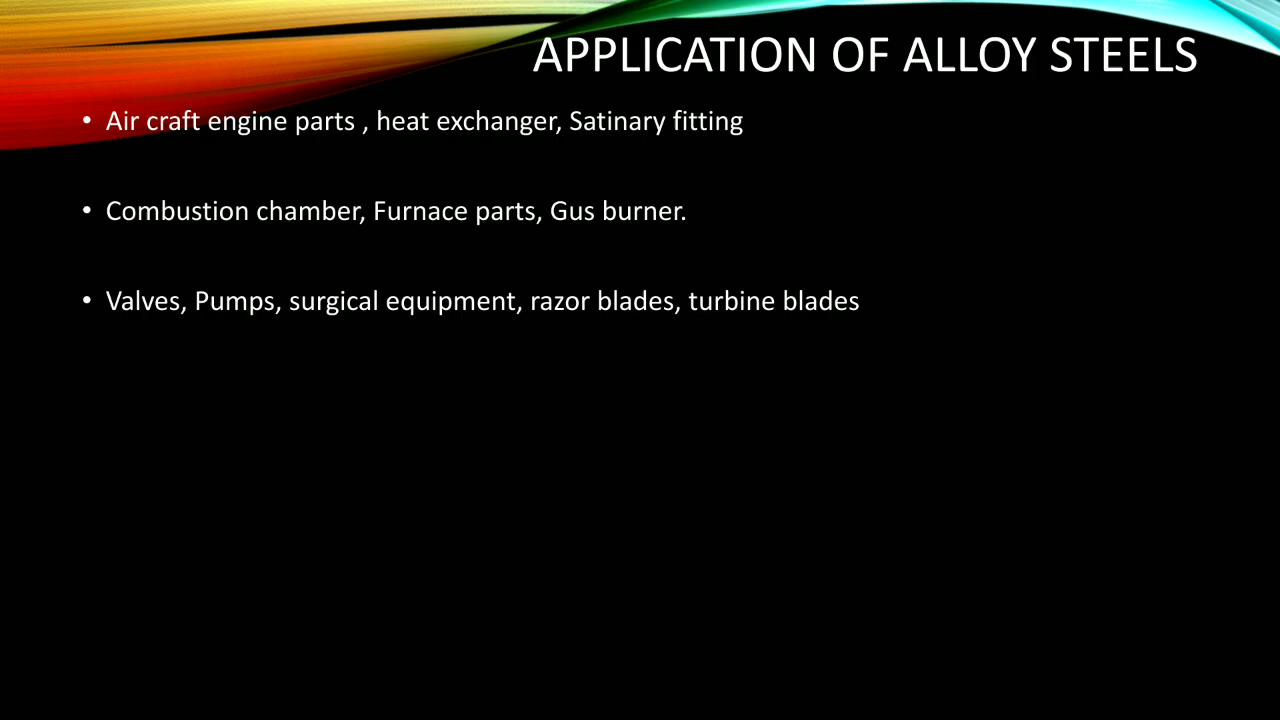 APPLICATION OF ALLOY STEELS
• Air craft engine parts , heat exchanger, Satinary fitting
• Combustion chamber, Furnace parts, Gus burner.
• Valves, Pumps, surgical equipment, razor blades, turbine blades